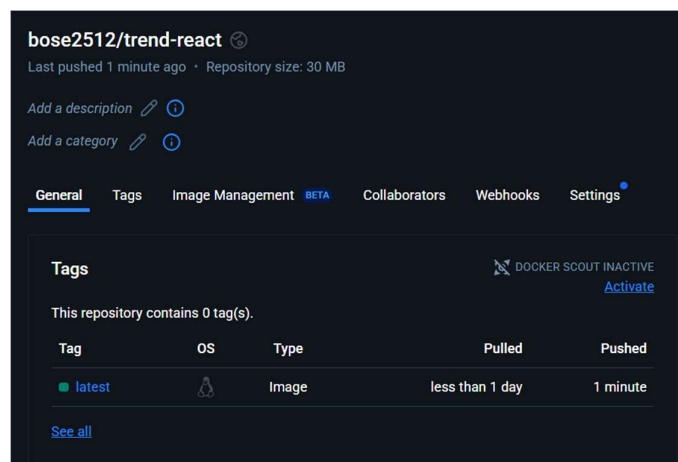 bose2512/trend-react
Last pushed 1 minute ago • Repository size: 30 MB
Add a description
Add a category
General Tags Image Management BETA Collaborators Webhooks Settings
Tags
DOCKER SCOUT INACTIVE
Activate
This repository contains 0 tag(s).
Tag OS Type Pulled Pushed
latest Image less than 1 day 1 minute
See all